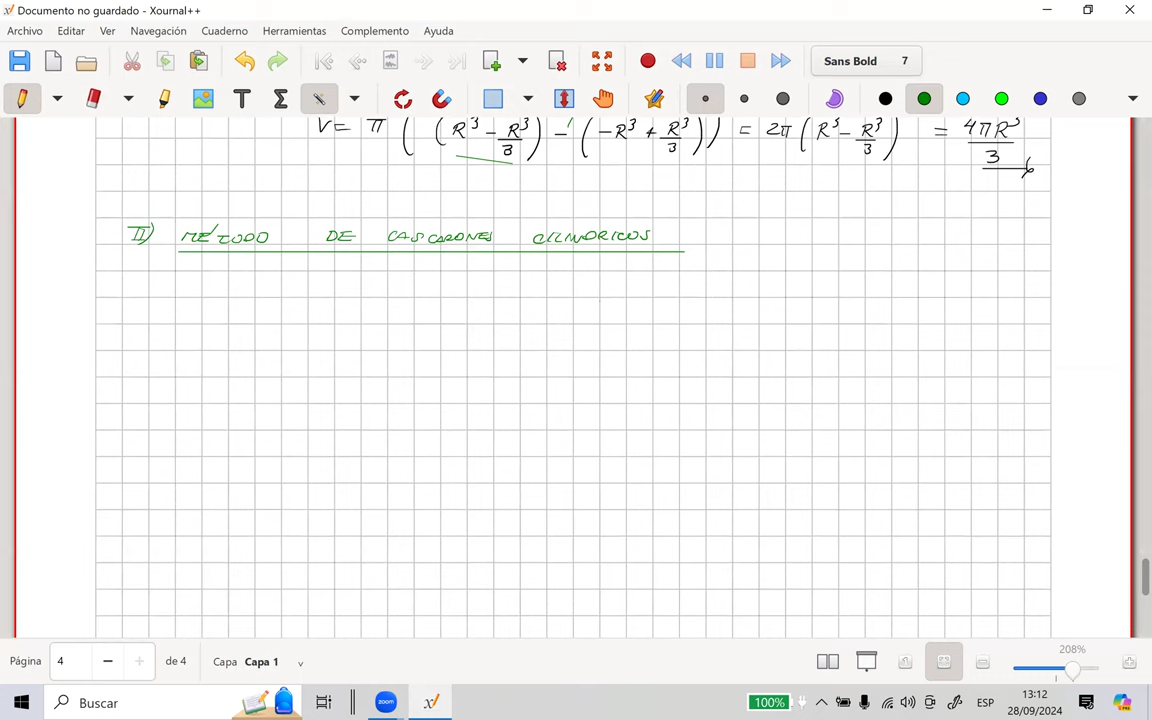 Documento no guardado - Xournal++
Archivo Editar Ver Navegación Cuaderno Herramientas Complemento Ayuda
Sans Bold 7
V = π ( ( R³ - R³/3 ) - ( -R³ + R³/3 ) ) = 2π ( R³ - R³/3 ) = 4πR³/3
II) MÉTODO DE CASCARONES CILINDRICOS
208%
Página 4 de 4 Capa Capa 1
Buscar zoom 100% ESP 13:12
28/09/2024